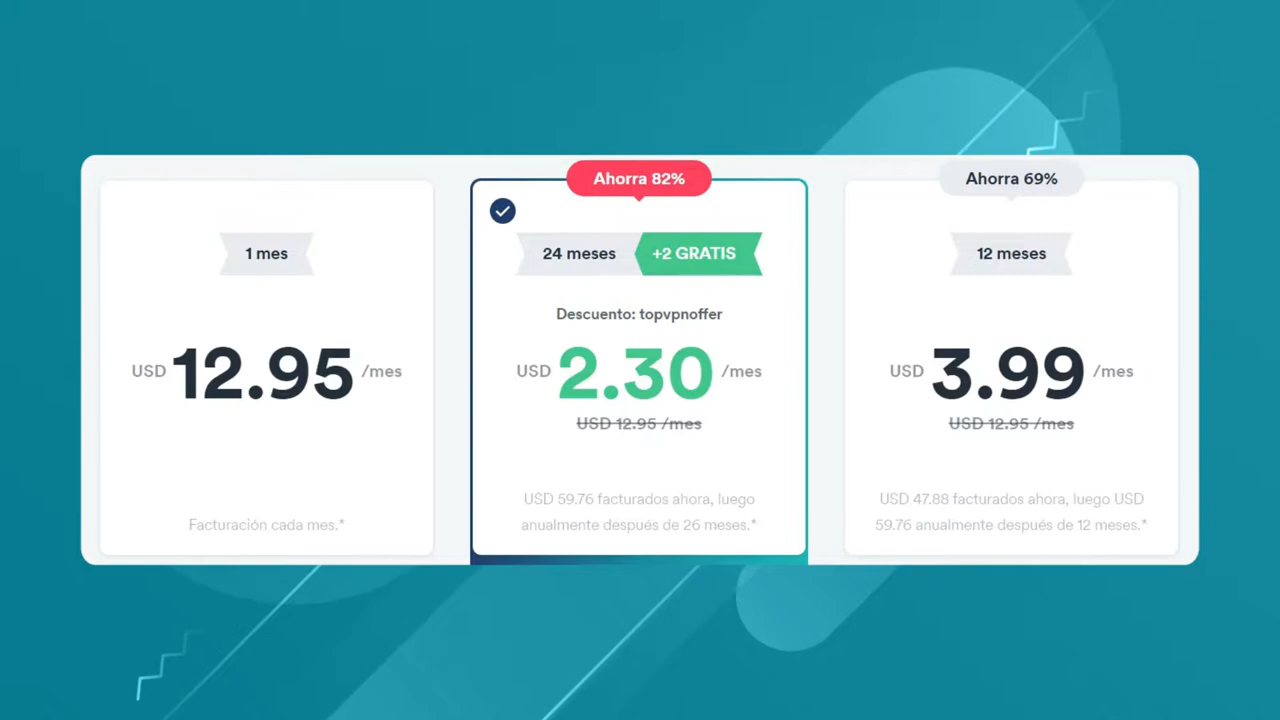 1 mes
USD 12.95 /mes
Facturación cada mes.*
Ahorra 82%
24 meses +2 GRATIS
Descuento: topvpnoffer
USD 2.30 /mes
USD 12.95 /mes
USD 59.76 facturados ahora, luego
anualmente después de 26 meses.*
Ahorra 69%
12 meses
USD 3.99 /mes
USD 12.95 /mes
USD 47.88 facturados ahora, luego USD
59.76 anualmente después de 12 meses.*